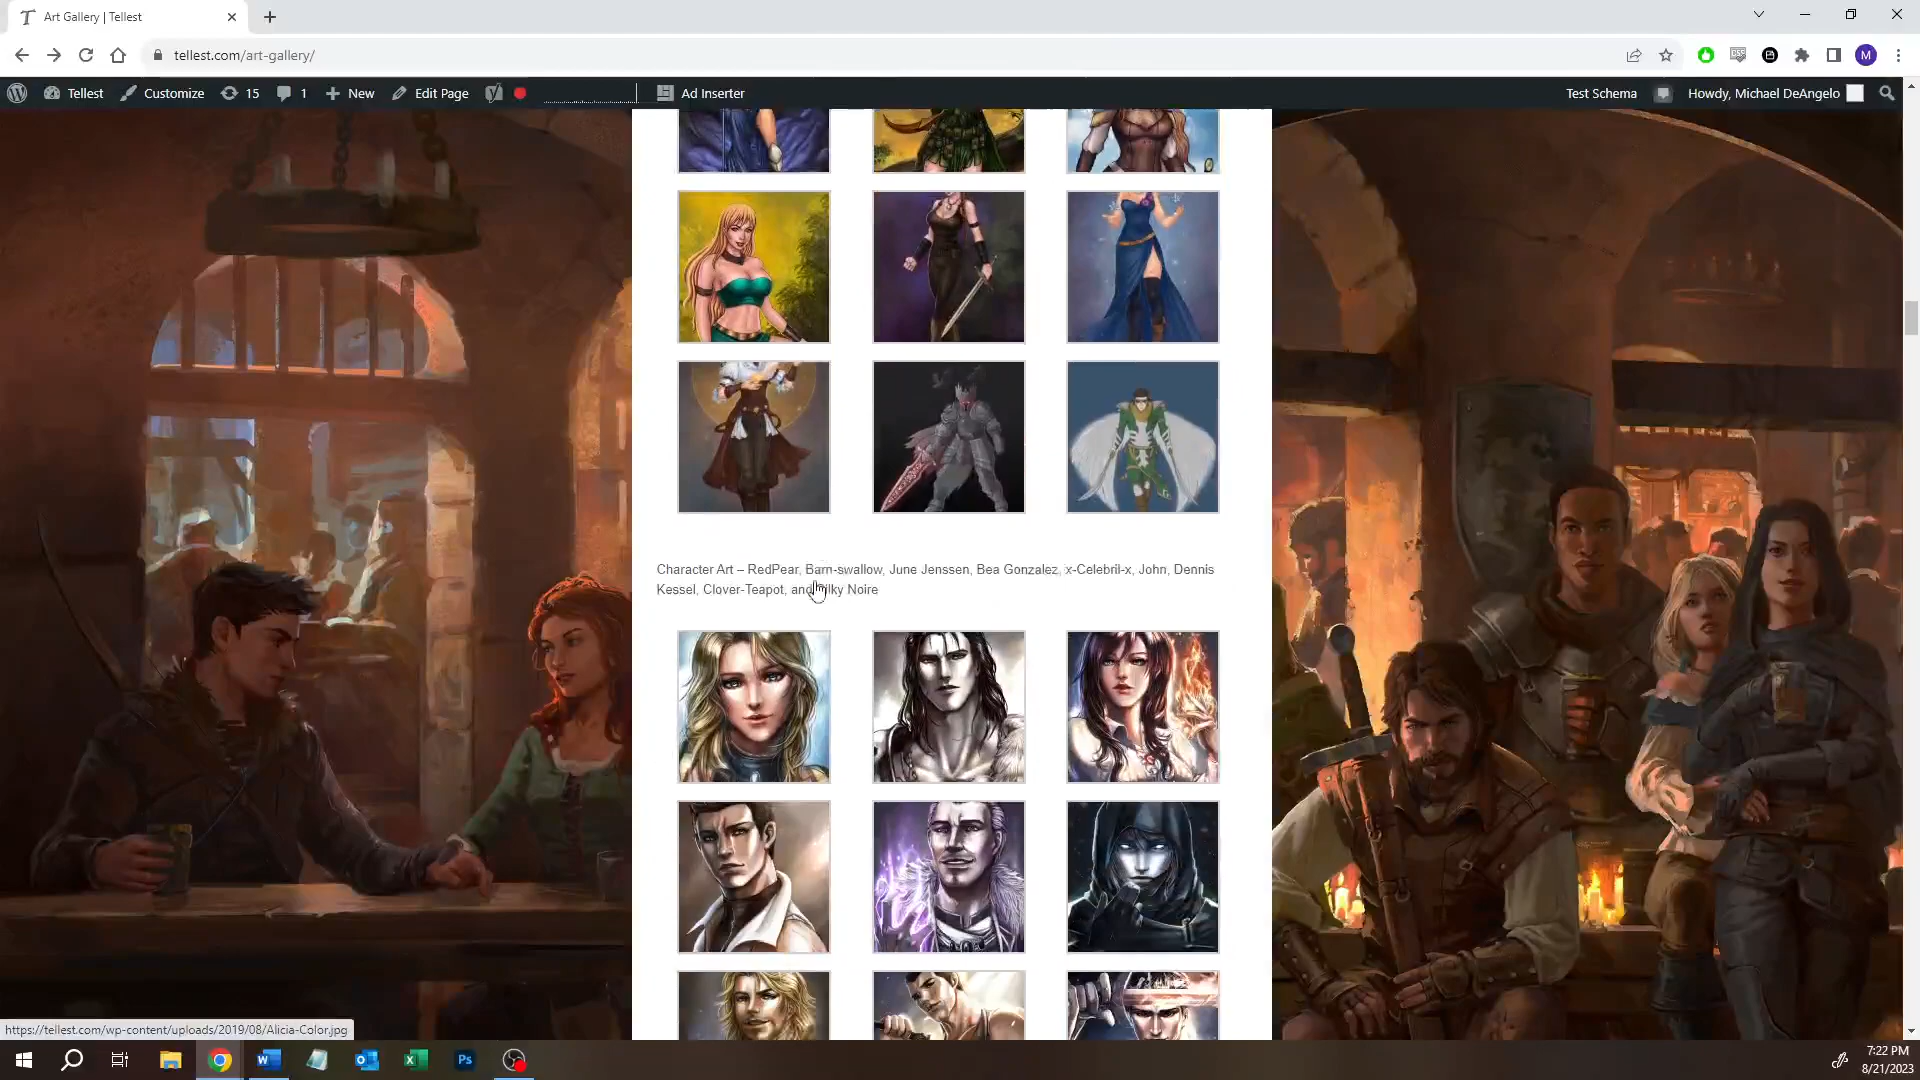 Art Gallery | Tellest
tellest.com/art-gallery/
M
Tellest
Customize
15
1
New
Edit Page
Ad Inserter
Test Schema
Howdy, Michael DeAngelo
Character Art – RedPear, Barn-swallow, June Jenssen, Bea Gonzalez, x-Celebril-x, John, Dennis
Kessel, Clover-Teapot, and Silky Noire
https://tellest.com/wp-content/uploads/2019/08/Alicia-Color.jpg
7:22 PM
8/21/2023